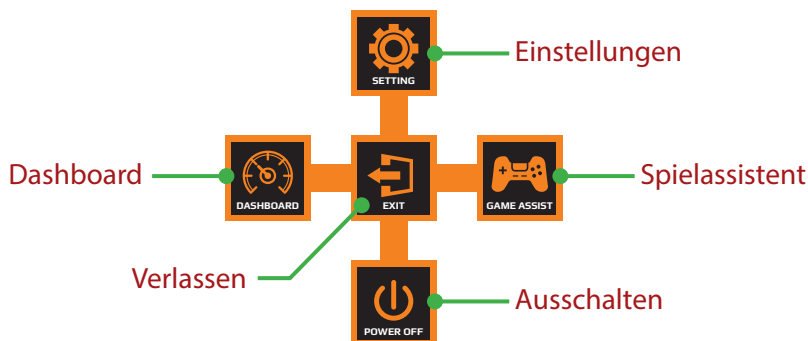 SETTING
Einstellungen
Dashboard
DASHBOARD
EXIT
GAME ASSIST
Spielassistent
Verlassen
POWER OFF
Ausschalten